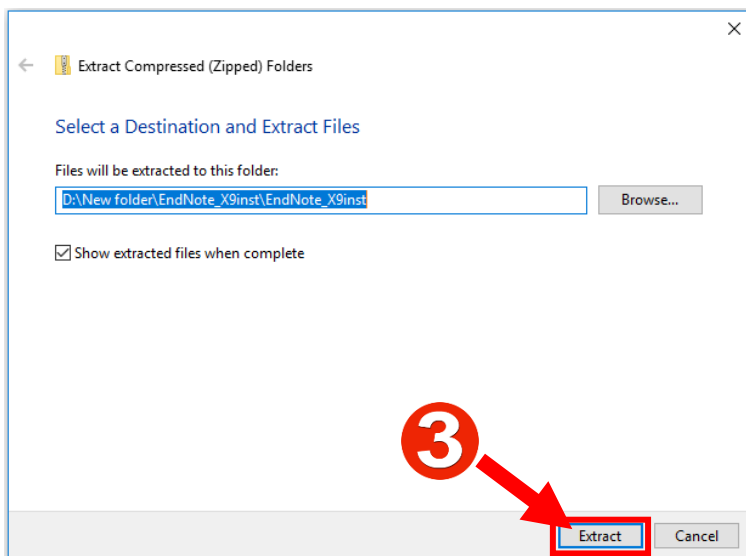 Extract Compressed (Zipped) Folders
Select a Destination and Extract Files
Files will be extracted to this folder:
D:\New folder\EndNote_X9inst\EndNote_X9inst
Browse...
Show extracted files when complete
3
Extract
Cancel